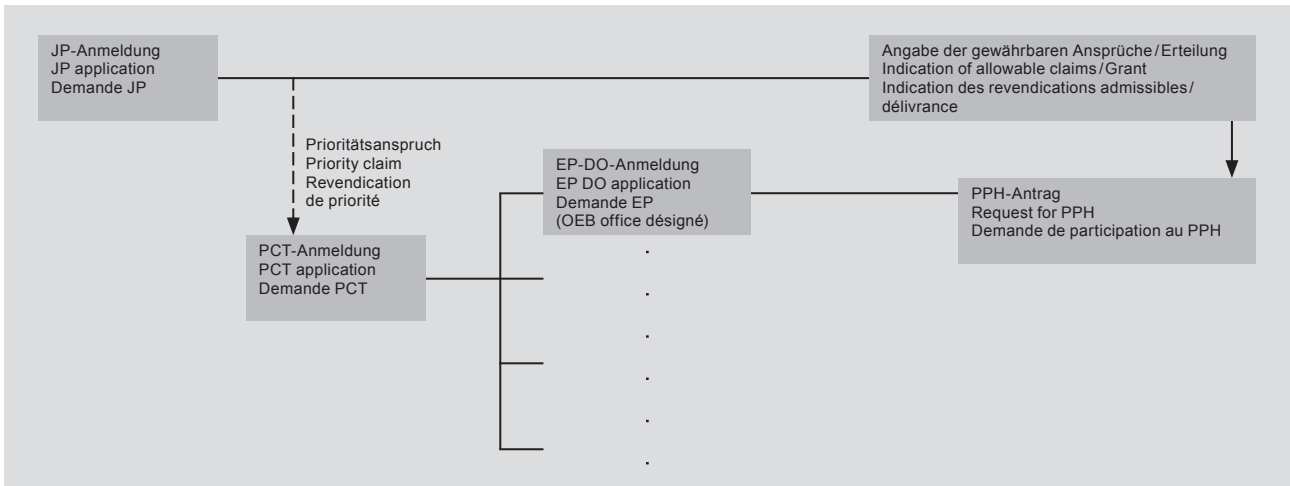 JP-Anmeldung
JP application
Demande JP
Angabe der gewährbaren Ansprüche/Erteilung
Indication of allowable claims/Grant
Indication des revendications admissibles/
délivrance
Prioritätsanspruch
Priority claim
Revendication
de priorité
EP-DO-Anmeldung
EP DO application
Demande EP
(OEB office désigné)
PPH-Antrag
Request for PPH
Demande de participation au PPH
PCT-Anmeldung
PCT application
Demande PCT